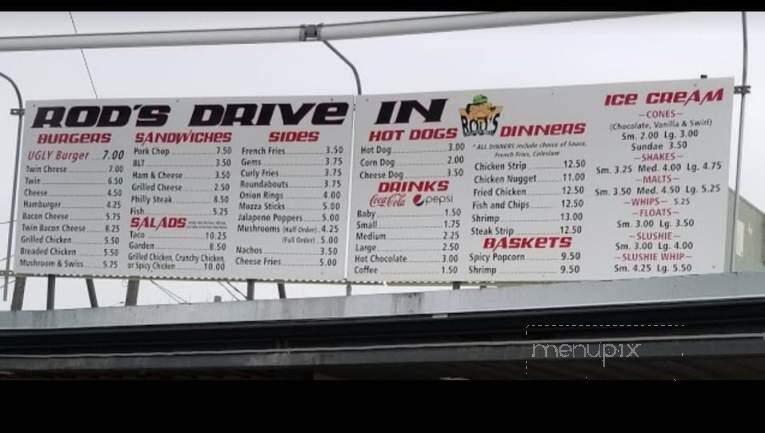 ROD'S DRIVE IN
BURGERS
UGLY Burger 7.00
Twin Cheese 7.00
Twin 6.50
Cheese 4.50
Hamburger 4.25
Bacon Cheese 5.75
Twin Bacon Cheese 8.25
Grilled Chicken 5.50
Breaded Chicken 5.50
Mushroom & Swiss 5.75
SANDWICHES
Pork Chop 7.50
BLT 3.50
Ham & Cheese 3.50
Grilled Cheese 2.50
Philly Steak 8.50
Fish 5.25
SALADS
Taco 10.25
Garden 8.50
Grilled Chicken, Crunchy Chicken,
or Spicy Chicken 10.00
SIDES
French Fries 3.50
Gems 3.75
Curly Fries 3.75
Roundabouts 3.75
Onion Rings 4.00
Mozza Sticks 5.00
Jalapeno Poppers 5.00
Mushrooms (Half Order) 4.25
(Full Order) 5.00
Nachos 3.50
Cheese Fries 5.00
HOT DOGS
Hot Dog 3.00
Corn Dog 2.00
Cheese Dog 3.50
DRINKS
Coca-Cola pepsi
Baby 1.50
Small 1.75
Medium 2.25
Large 2.50
Hot Chocolate 3.00
Coffee 1.50
ROD'S
DINNERS
* ALL DINNERS include choice of Sauce,
French Fries, Coleslaw
Chicken Strip 12.50
Chicken Nugget 11.00
Fried Chicken 12.50
Fish and Chips 12.50
Shrimp 13.00
Steak Strip 12.50
BASKETS
Spicy Popcorn 9.50
Shrimp 9.50
ICE CREAM
~CONES~
(Chocolate, Vanilla & Swirl)
Sm. 2.00 Lg. 3.00
Sundae 3.50
~SHAKES~
Sm. 3.25 Med. 4.00 Lg. 4.75
~MALTS~
Sm. 3.50 Med. 4.50 Lg. 5.25
~WHIPS~ 5.25
~FLOATS~
Sm. 3.00 Lg. 3.50
~SLUSHIE~
Sm. 3.00 Lg. 4.00
~SLUSHIE WHIP~
Sm. 4.25 Lg. 5.50
menupix